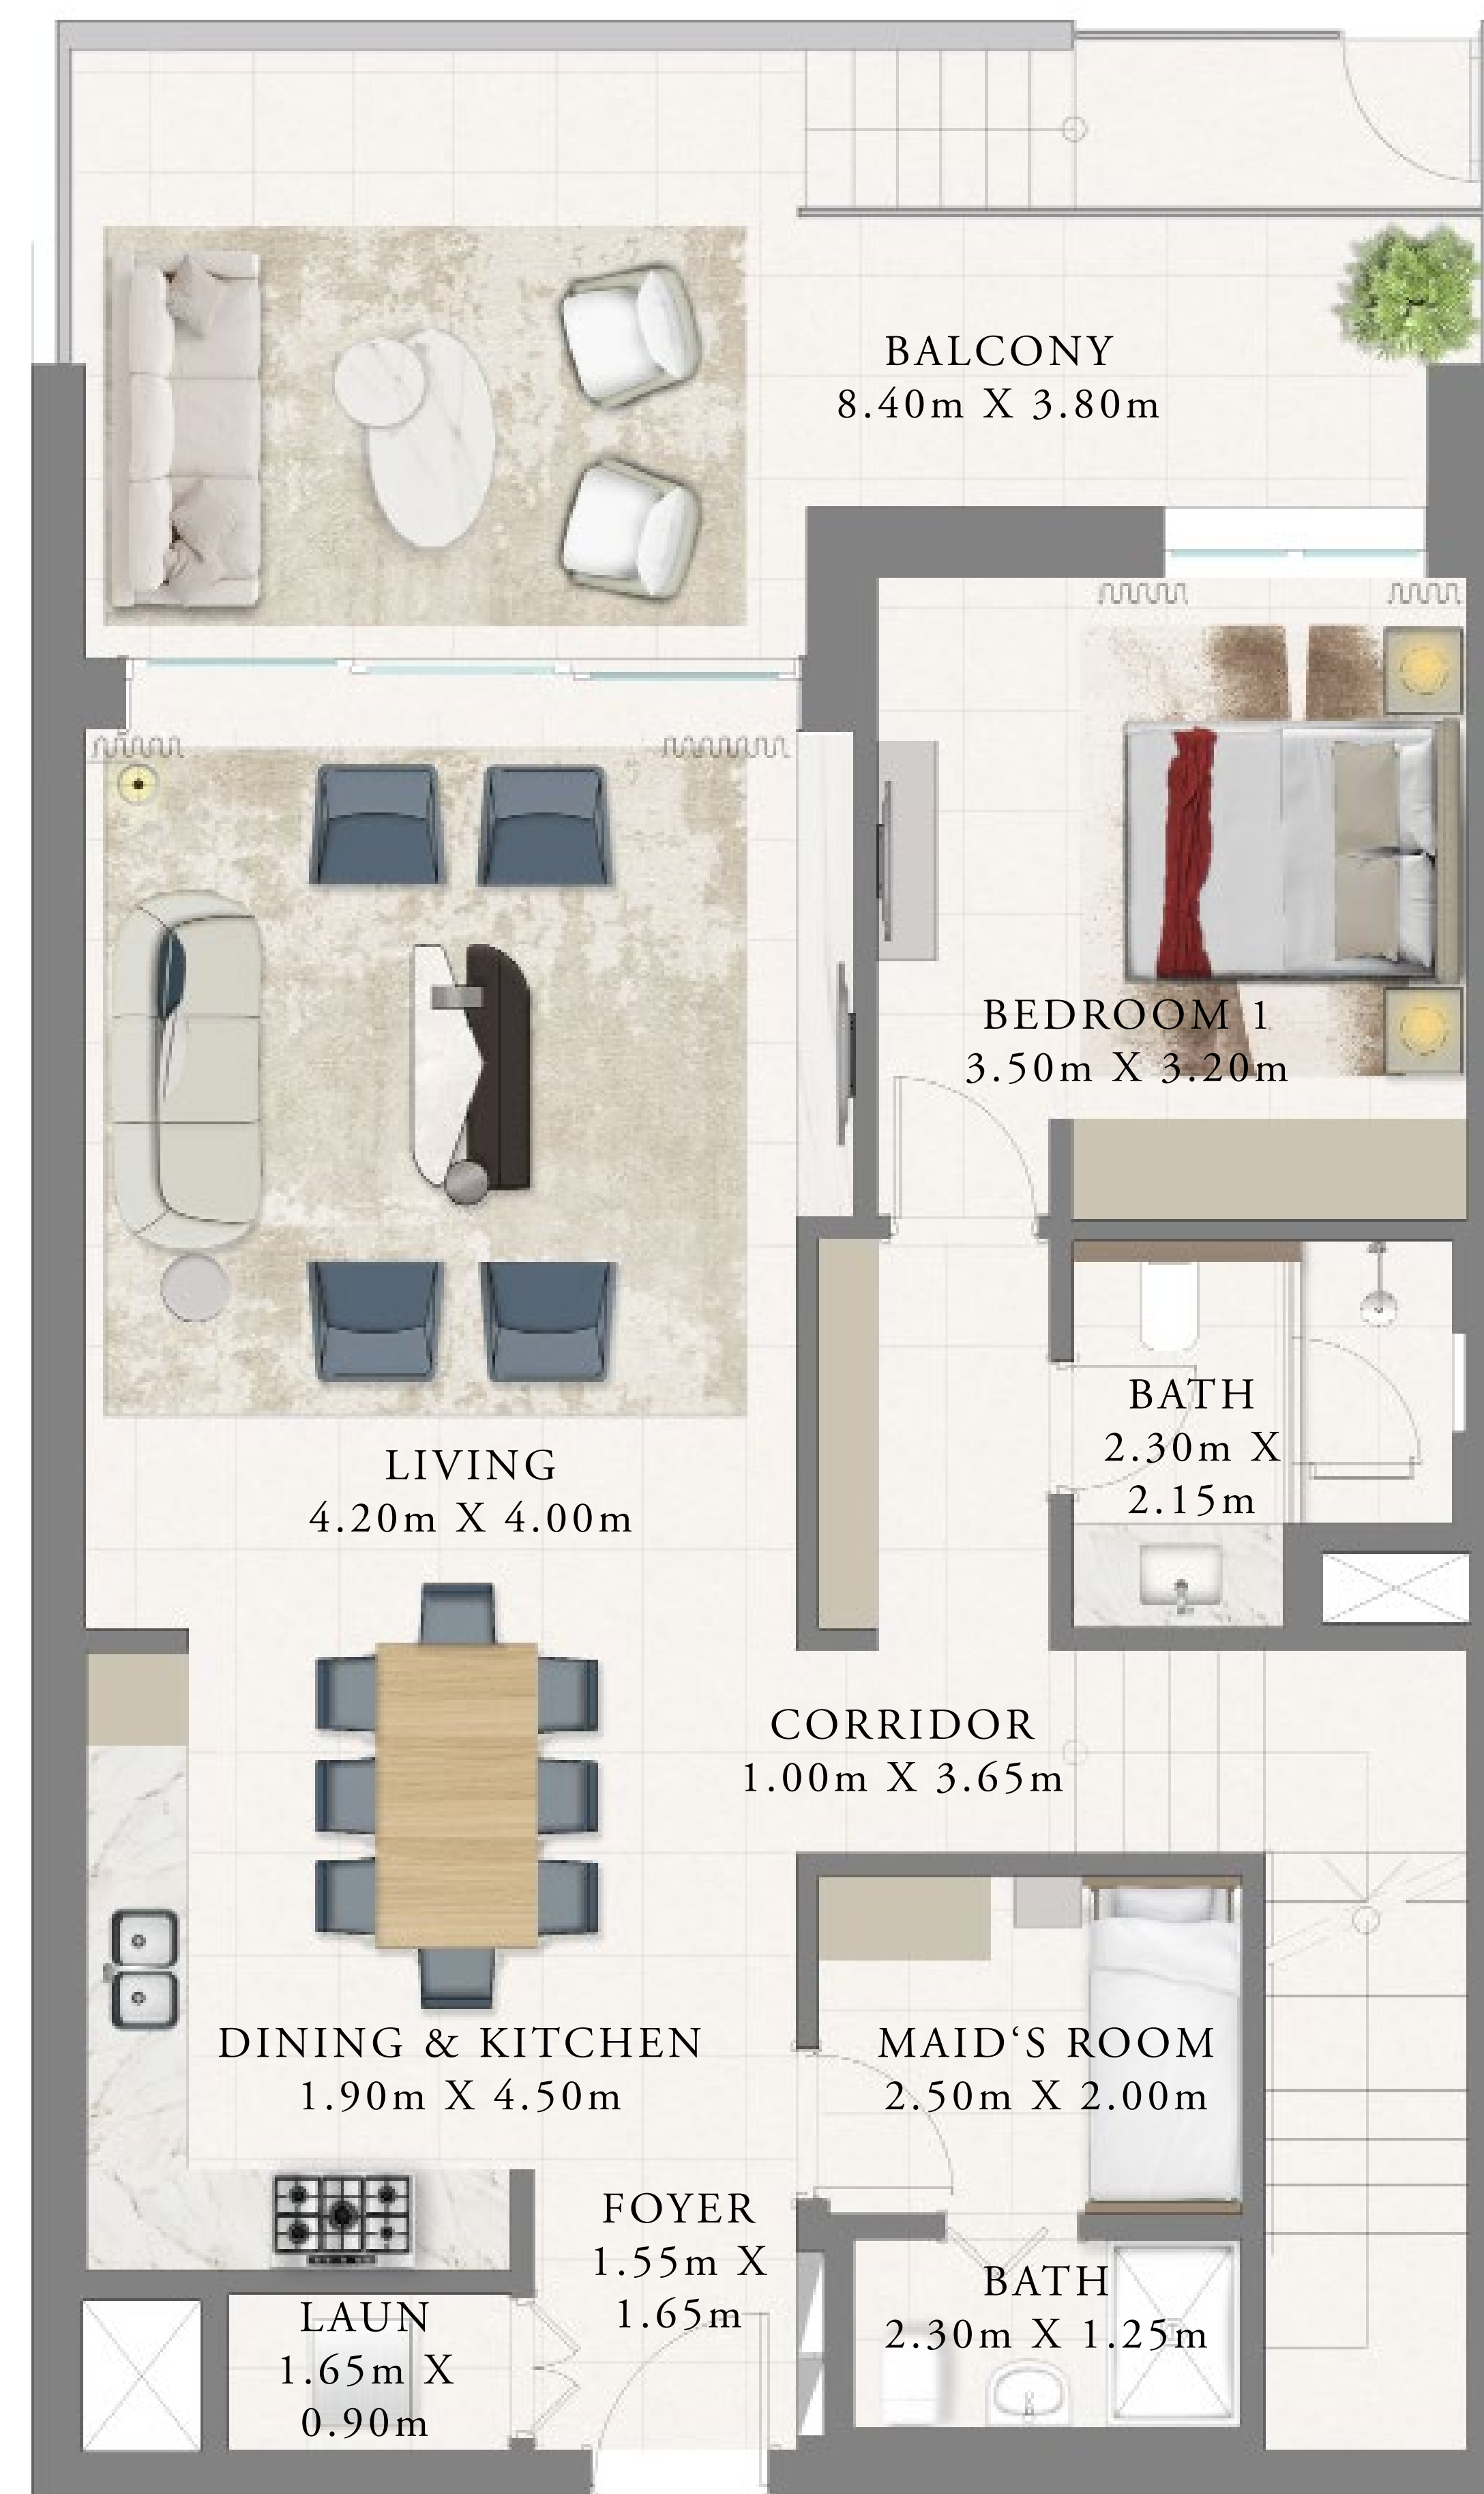 BALCONY
8.40m X 3.80m
BEDROOM 1
3.50m X 3.20m
BATH
2.30m X
2.15m
LIVING
4.20m X 4.00m
CORRIDOR
1.00m X 3.65m
DINING & KITCHEN
1.90m X 4.50m
MAID‘S ROOM
2.50m X 2.00m
FOYER
1.55m X
1.65m
BATH
2.30m X 1.25m
LAUN
1.65m X
0.90m